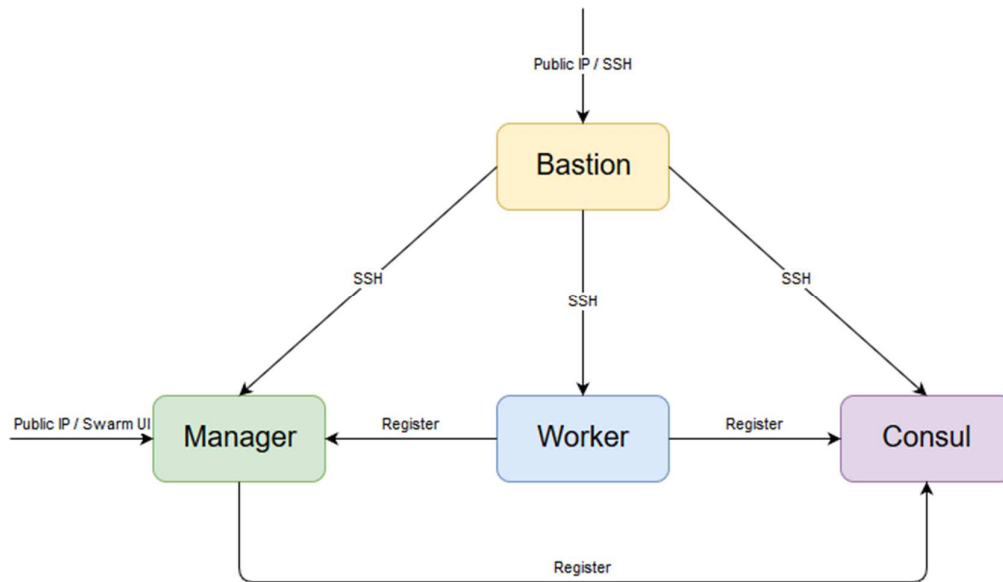 Public IP / SSH
Bastion
SSH
SSH
SSH
Public IP / Swarm UI
Manager
Register
Worker
Register
Consul
Register